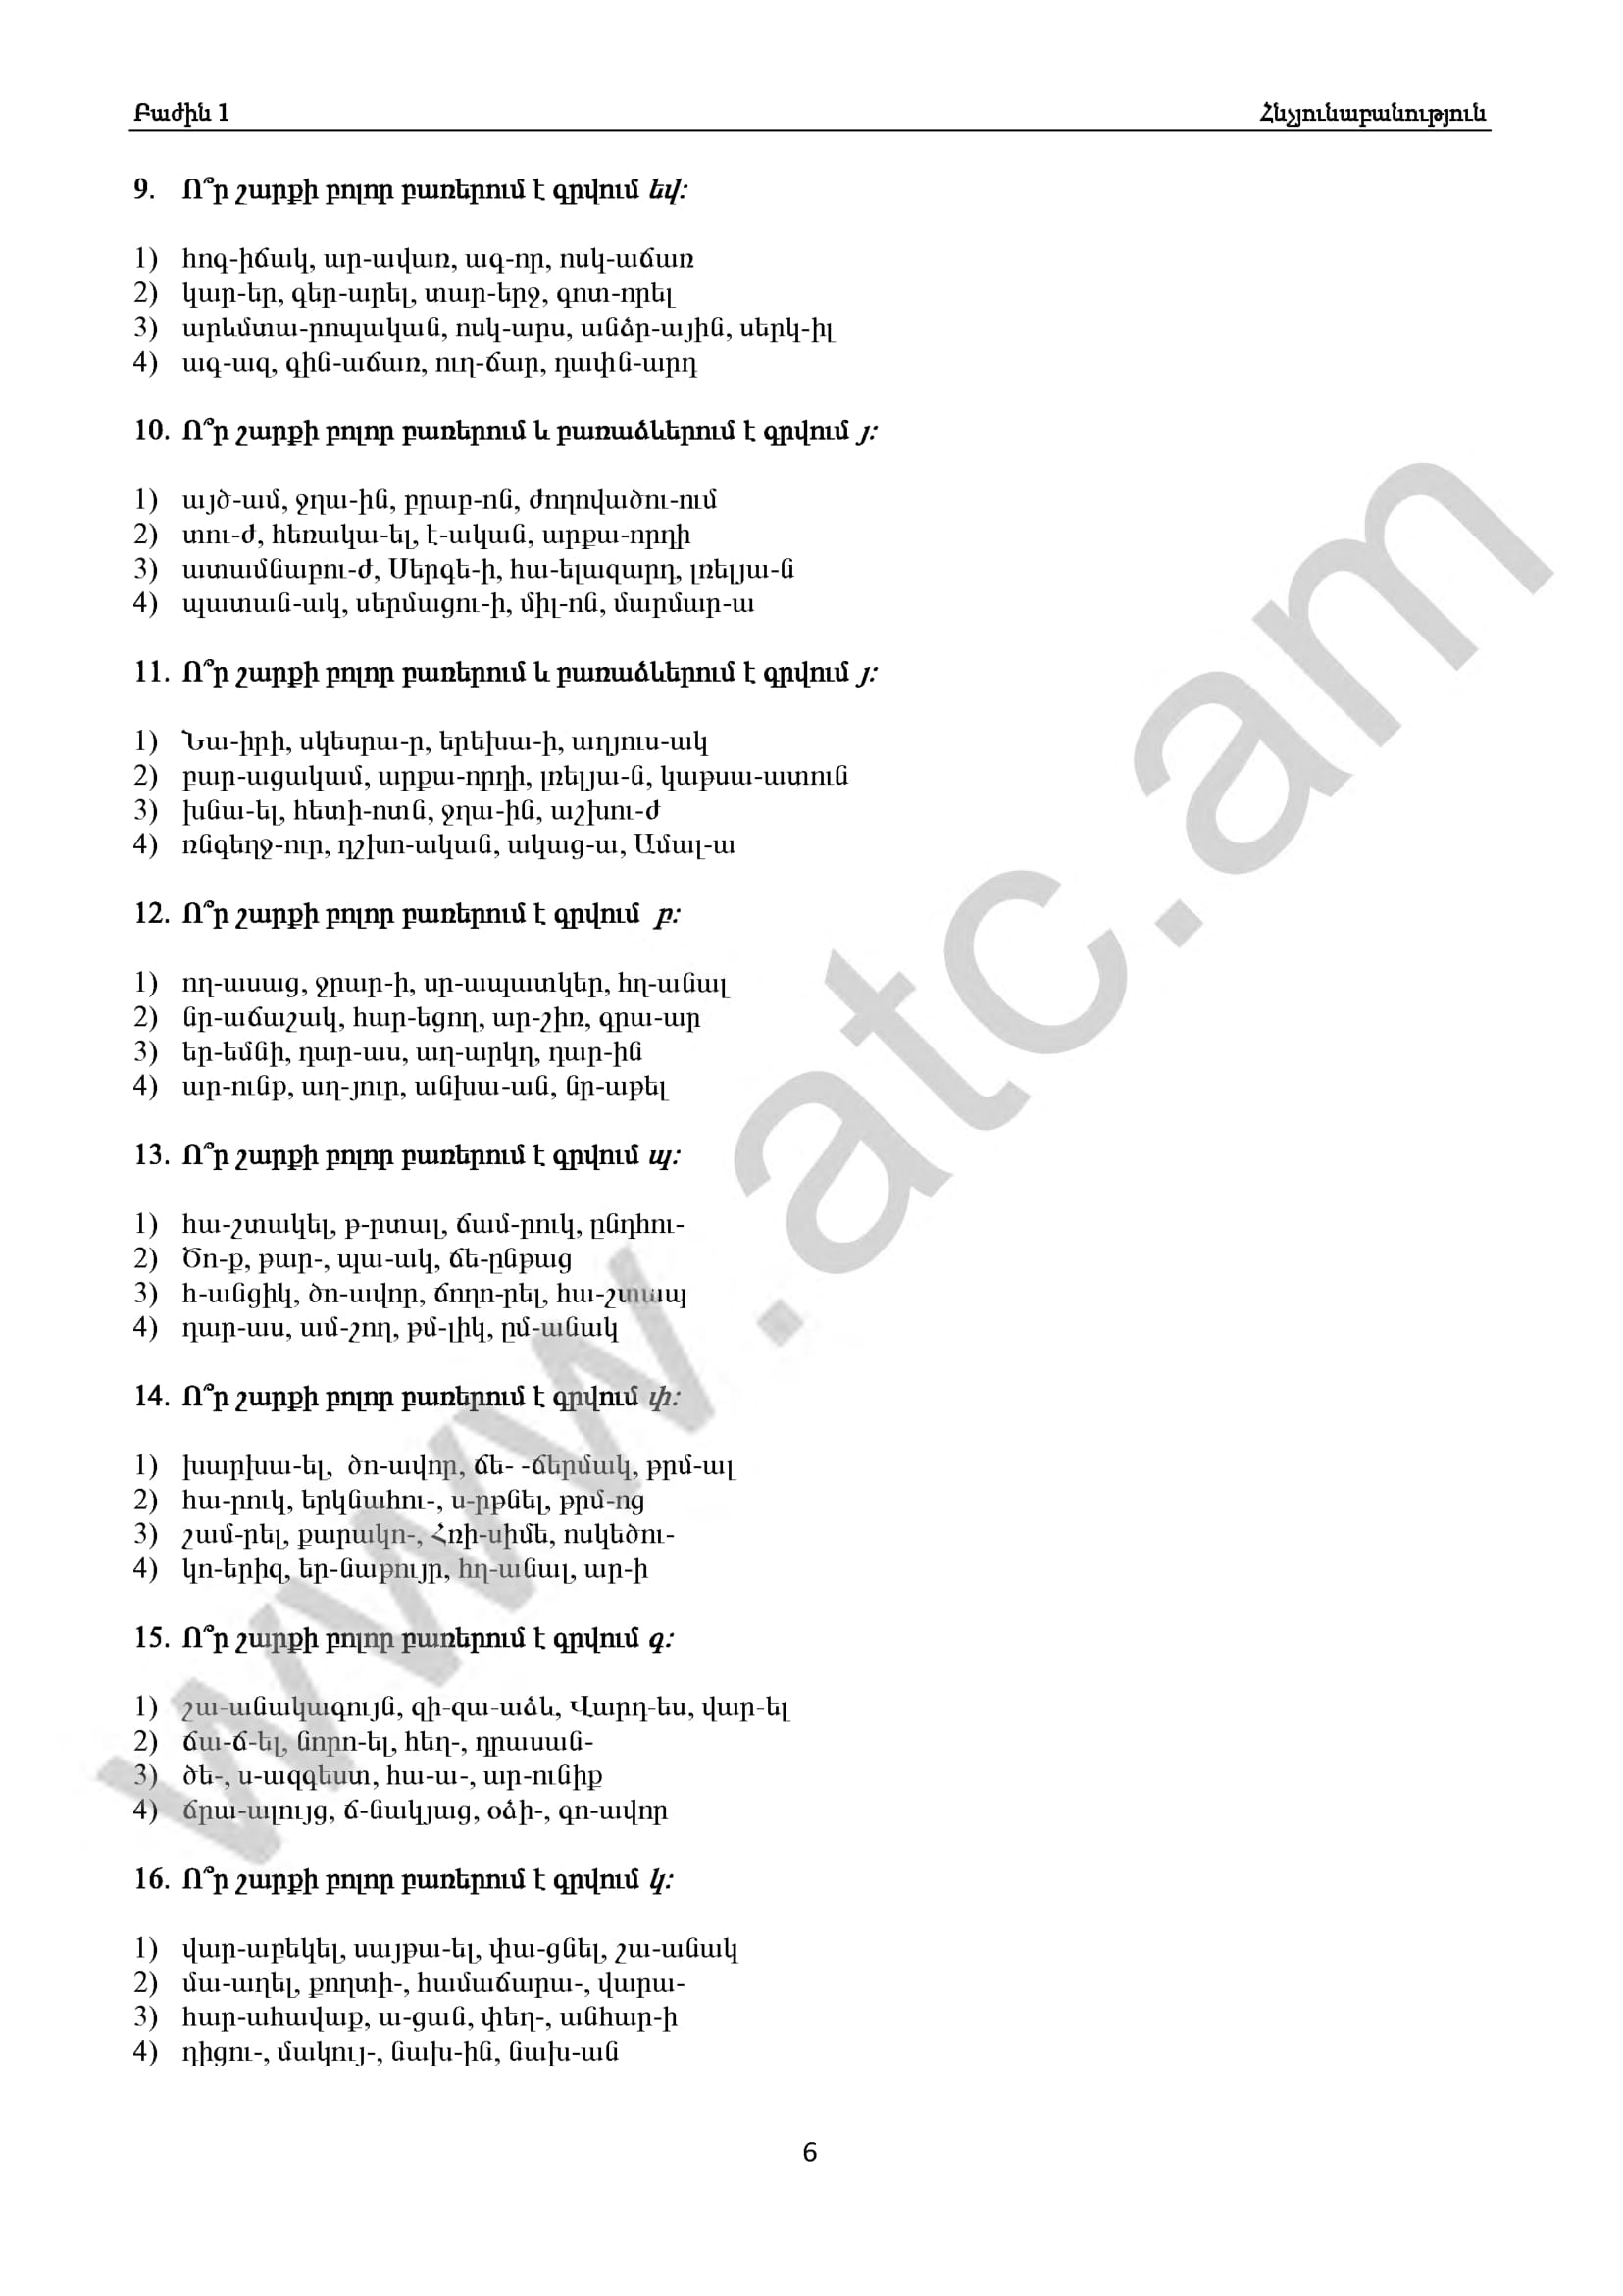 Բաժին 1 Հնչյունաբանություն
9. Ո՞ր շարքի բոլոր բառերում է գրվում եվ:
1) հոգ-իճակ, ար-ավառ, ագ-որ, ոսկ-աճառ
2) կար-եր, գեր-արել, տար-երջ, գոտ-որել
3) արևմտա-րոպական, ոսկ-արս, անձր-ային, սերկ-իլ
4) ագ-ազ, գին-աճառ, ուղ-ճար, դափն-արդ
10. Ո՞ր շարքի բոլոր բառերում և բառաձևերում է գրվում յ:
1) այծ-ամ, ջղա-ին, բրաբ-ոն, ժողովածու-ում
2) տու-ժ, հեռակա-ել, է-ական, արքա-որդի
3) ատամնաբու-ժ, Սերգե-ի, հա-ելազարդ, լռելյա-ն
4) պատան-ակ, սերմացու-ի, միլ-ոն, մարմար-ա
11. Ո՞ր շարքի բոլոր բառերում և բառաձևերում է գրվում յ:
1) Նա-իրի, սկեսրա-ր, երեխա-ի, աղյուս-ակ
2) բար-ացակամ, արքա-որդի, լռելյա-ն, կաթսա-ատուն
3) խնա-ել, հետի-ոտն, ջղա-ին, աշխու-ժ
4) ռնգեղջ-ուր, դշխո-ական, ակաց-ա, Ամալ-ա
12. Ո՞ր շարքի բոլոր բառերում է գրվում բ:
1) ող-ասաց, ջրար-ի, սր-ապատկեր, հղ-անալ
2) նր-աճաշակ, հար-եցող, ար-շիռ, գրա-ար
3) եր-եմնի, դար-աս, աղ-արկղ, դար-ին
4) ար-ունք, աղ-յուր, անխա-ան, նր-աթել
13. Ո՞ր շարքի բոլոր բառերում է գրվում պ:
1) հա-շտակել, թ-րտալ, ճամ-րուկ, ընդհու-
2) Ծո-ք, թար-, պա-ակ, ճե-ընթաց
3) հ-անցիկ, ծո-ավոր, ճողո-րել, հա-շտապ
4) դար-աս, ամ-շող, թմ-լիկ, ըմ-անակ
14. Ո՞ր շարքի բոլոր բառերում է գրվում փ:
1) խարխա-ել, ծո-ավոր, ճե- -ճերմակ, թրմ-ալ
2) հա-րուկ, երկնահու-, ս-րթնել, թրմ-ոց
3) շամ-րել, քարակո-, Հռի-սիմե, ոսկեծու-
4) կո-երիզ, եր-նաթույր, հղ-անալ, ար-ի
15. Ո՞ր շարքի բոլոր բառերում է գրվում գ:
1) շա-անակագույն, զի-զա-աձև, Վարդ-ես, վար-ել
2) ճա-ճ-ել, նորո-ել, հեղ-, դրասան-
3) ծե-, ս-ազգեստ, հա-ա-, ար-ունիք
4) ճրա-ալույց, ճ-նակյաց, օձի-, գո-ավոր
16. Ո՞ր շարքի բոլոր բառերում է գրվում կ:
1) վար-աբեկել, սայթա-ել, փա-ցնել, շա-անակ
2) մա-աղել, քողտի-, համաճարա-, վարա-
3) հար-ահավաք, ա-ցան, փեղ-, անհար-ի
4) դիցու-, մակույ-, նախ-ին, նախ-ան
6
www.atc.am